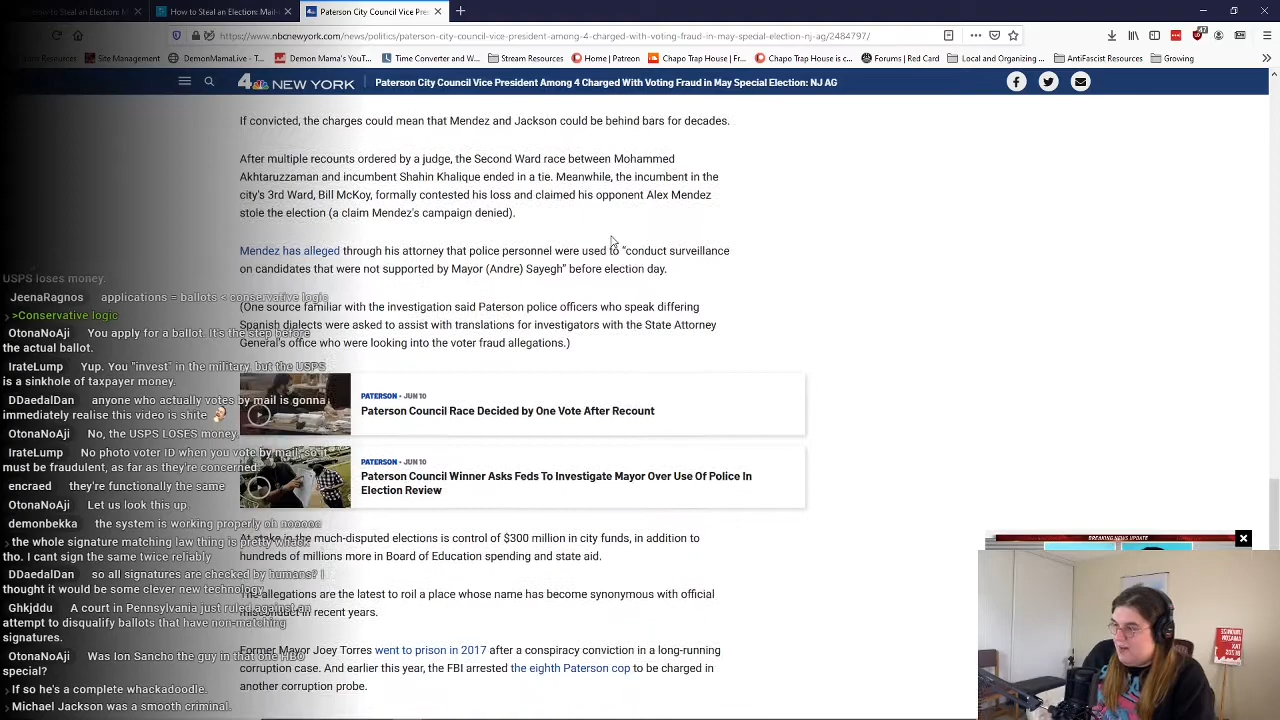 How to Steal an Election: M
How to Steal an Election: Mail-
Paterson City Council Vice Pres
https://www.nbcnewyork.com/news/politics/paterson-city-council-vice-president-among-4-charged-with-voting-fraud-in-may-special-election-nj-ag/2484797/
Resources
Site Management
DemonMamaLive - T...
Demon Mama's YouT...
Time Converter and W...
Stream Resources
Home | Patreon
Chapo Trap House | Fr...
Chapo Trap House is c...
Forums | Red Card
Local and Organizing ...
AntiFascist Resources
Growing
4 NEW YORK
Paterson City Council Vice President Among 4 Charged With Voting Fraud in May Special Election: NJ AG
If convicted, the charges could mean that Mendez and Jackson could be behind bars for decades.
After multiple recounts ordered by a judge, the Second Ward race between Mohammed
Akhtaruzzaman and incumbent Shahin Khalique ended in a tie. Meanwhile, the incumbent in the
city's 3rd Ward, Bill McKoy, formally contested his loss and claimed his opponent Alex Mendez
stole the election (a claim Mendez's campaign denied).
Mendez has alleged through his attorney that police personnel were used to “conduct surveillance
on candidates that were not supported by Mayor (Andre) Sayegh” before election day.
(One source familiar with the investigation said Paterson police officers who speak differing
Spanish dialects were asked to assist with translations for investigators with the State Attorney
General's office who were looking into the voter fraud allegations.)
PATERSON • JUN 10
Paterson Council Race Decided by One Vote After Recount
PATERSON • JUN 10
Paterson Council Winner Asks Feds To Investigate Mayor Over Use Of Police In
Election Review
At stake in the much-disputed elections is control of $300 million in city funds, in addition to
hundreds of millions more in Board of Education spending and state aid.
The allegations are the latest to roil a place whose name has become synonymous with official
misconduct in recent years.
Former Mayor Joey Torres went to prison in 2017 after a conspiracy conviction in a long-running
corruption case. And earlier this year, the FBI arrested the eighth Paterson cop to be charged in
another corruption probe.
USPS loses money.
JeenaRagnos applications = ballots < conservative logic
>Conservative logic
OtonaNoAji You apply for a ballot. It's the step before
the actual ballot.
IrateLump Yup. You "invest" in the military, but the USPS
is a sinkhole of taxpayer money.
DDaedalDan anyone who actually votes by mail is gonna
immediately realise this video is shite
OtonaNoAji No, the USPS LOSES money.
IrateLump No photo voter ID when you vote by mail, so it
must be fraudulent, as far as they're concerned.
encraed they're functionally the same
OtonaNoAji Let us look this up.
demonbekka the system is working properly oh nooooo
the whole signature matching law thing is pretty whack
tho. I cant sign the same twice reliably
DDaedalDan so all signatures are checked by humans? I
thought it would be some clever new technology
Ghkjddu A court in Pennsylvania just ruled against an
attempt to disqualify ballots that have non-matching
signatures.
OtonaNoAji Was Ion Sancho the guy in that one HBO
special?
If so he's a complete whackadoodle.
Michael Jackson was a smooth criminal.
BREAKING NEWS UPDATE